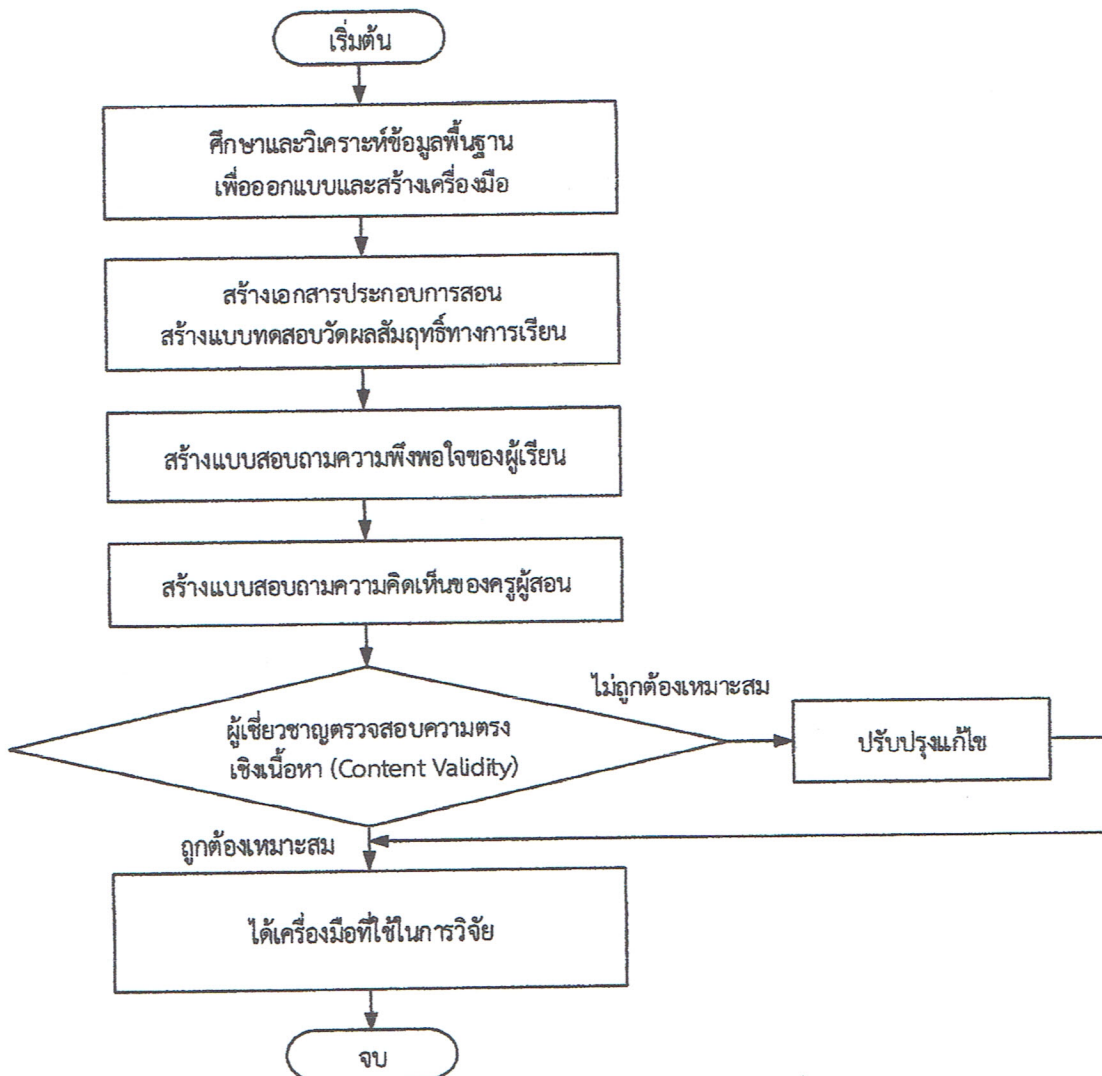 เริ่มต้น
ศึกษาและวิเคราะห์ข้อมูลพื้นฐาน
เพื่อออกแบบและสร้างเครื่องมือ
สร้างเอกสารประกอบการสอน
สร้างแบบทดสอบวัดผลสัมฤทธิ์ทางการเรียน
สร้างแบบสอบถามความพึงพอใจของผู้เรียน
สร้างแบบสอบถามความคิดเห็นของครูผู้สอน
ไม่ถูกต้องเหมาะสม
ผู้เชี่ยวชาญตรวจสอบความตรง
เชิงเนื้อหา (Content Validity)
ปรับปรุงแก้ไข
ถูกต้องเหมาะสม
ได้เครื่องมือที่ใช้ในการวิจัย
จบ